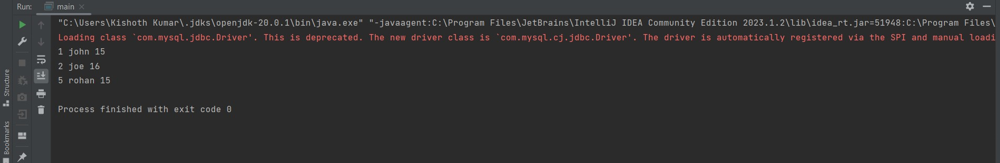 Run: main
"C:\Users\Kishoth Kumar\.jdks\openjdk-20.0.1\bin\java.exe" "-javaagent:C:\Program Files\JetBrains\IntelliJ IDEA Community Edition 2023.1.2\lib\idea_rt.jar=51948:C:\Program Files\
Loading class `com.mysql.jdbc.Driver'. This is deprecated. The new driver class is `com.mysql.cj.jdbc.Driver'. The driver is automatically registered via the SPI and manual loadi
1 john 15
2 joe 16
5 rohan 15
Process finished with exit code 0
Structure
Bookmarks